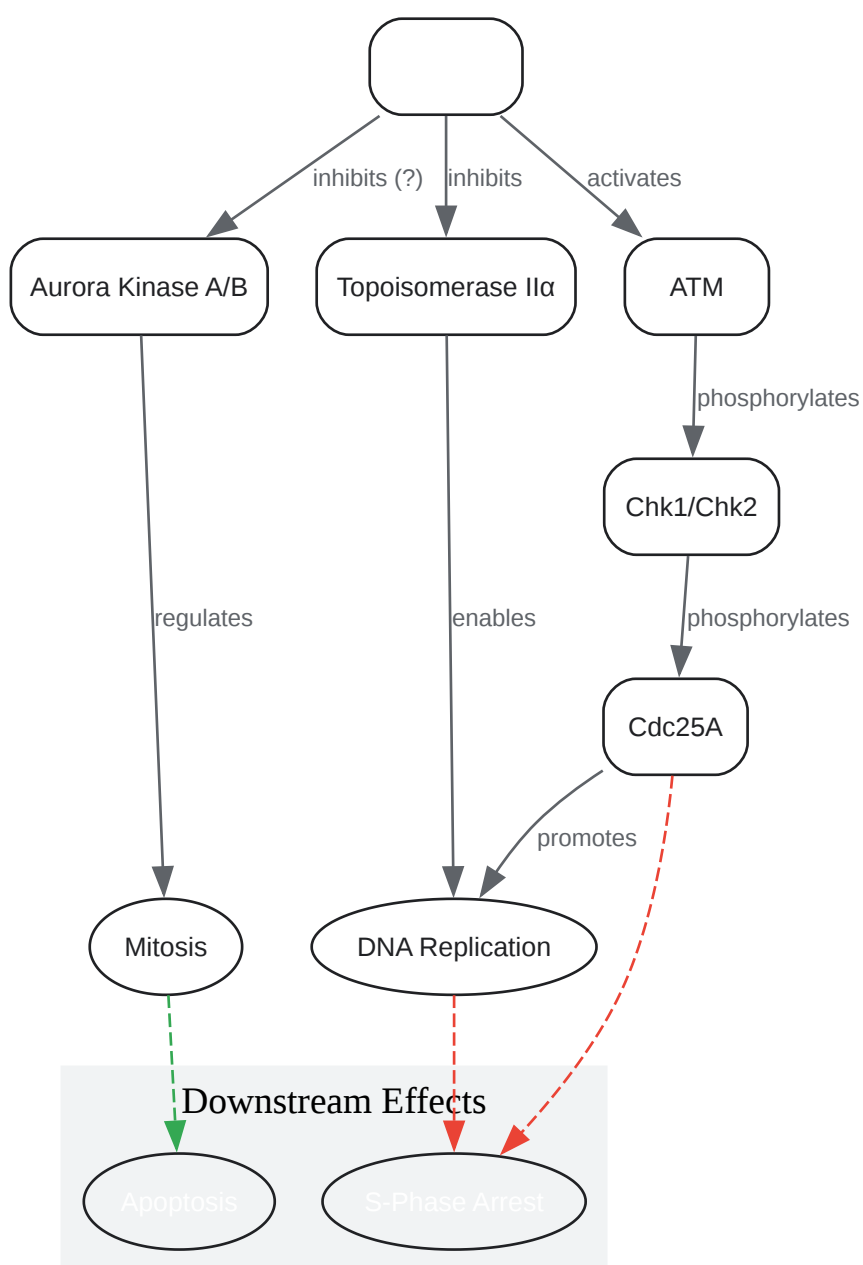 inhibits (?)
inhibits
activates
Aurora Kinase A/B
Topoisomerase IIα
ATM
phosphorylates
Chk1/Chk2
regulates
enables
phosphorylates
Cdc25A
promotes
Mitosis
DNA Replication
Downstream Effects
Apoptosis
S-Phase Arrest